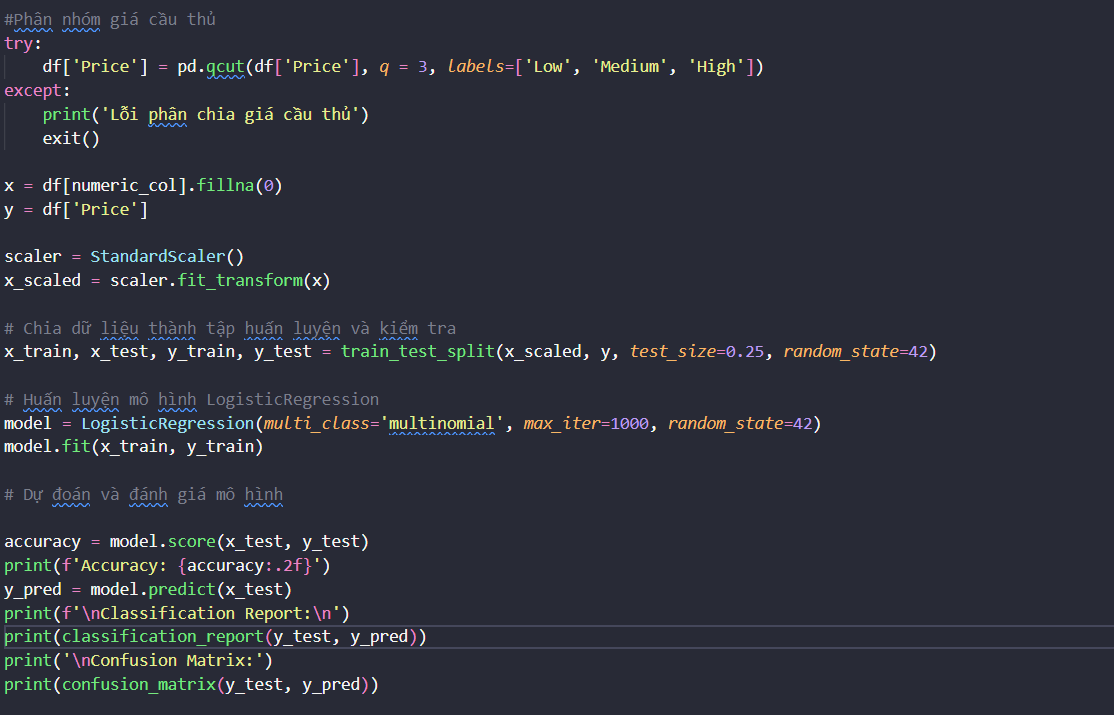 #Phân nhóm giá cầu thủ
try:
    df['Price'] = pd.qcut(df['Price'], q = 3, labels=['Low', 'Medium', 'High'])
except:
    print('Lỗi phân chia giá cầu thủ')
    exit()
x = df[numeric_col].fillna(0)
y = df['Price']
scaler = StandardScaler()
x_scaled = scaler.fit_transform(x)
# Chia dữ liệu thành tập huấn luyện và kiểm tra
x_train, x_test, y_train, y_test = train_test_split(x_scaled, y, test_size=0.25, random_state=42)
# Huấn luyện mô hình LogisticRegression
model = LogisticRegression(multi_class='multinomial', max_iter=1000, random_state=42)
model.fit(x_train, y_train)
# Dự đoán và đánh giá mô hình
accuracy = model.score(x_test, y_test)
print(f'Accuracy: {accuracy:.2f}')
y_pred = model.predict(x_test)
print(f'\nClassification Report:\n')
print(classification_report(y_test, y_pred))
print('\nConfusion Matrix:')
print(confusion_matrix(y_test, y_pred))